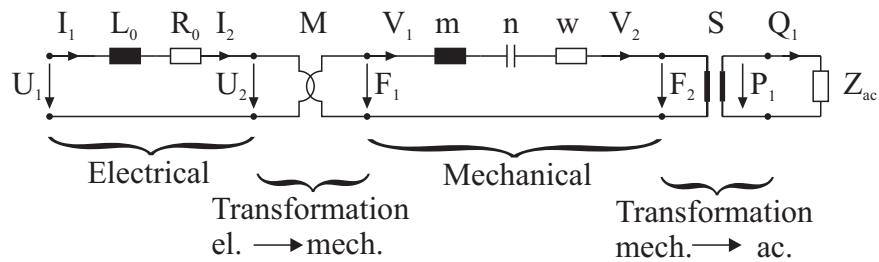 I₁ L₀ R₀ I₂ M V₁ m n w V₂ S Q₁
U₁ U₂ F₁ F₂ P₁ Z_ac
Electrical Mechanical
Transformation Transformation
el. → mech. mech. → ac.